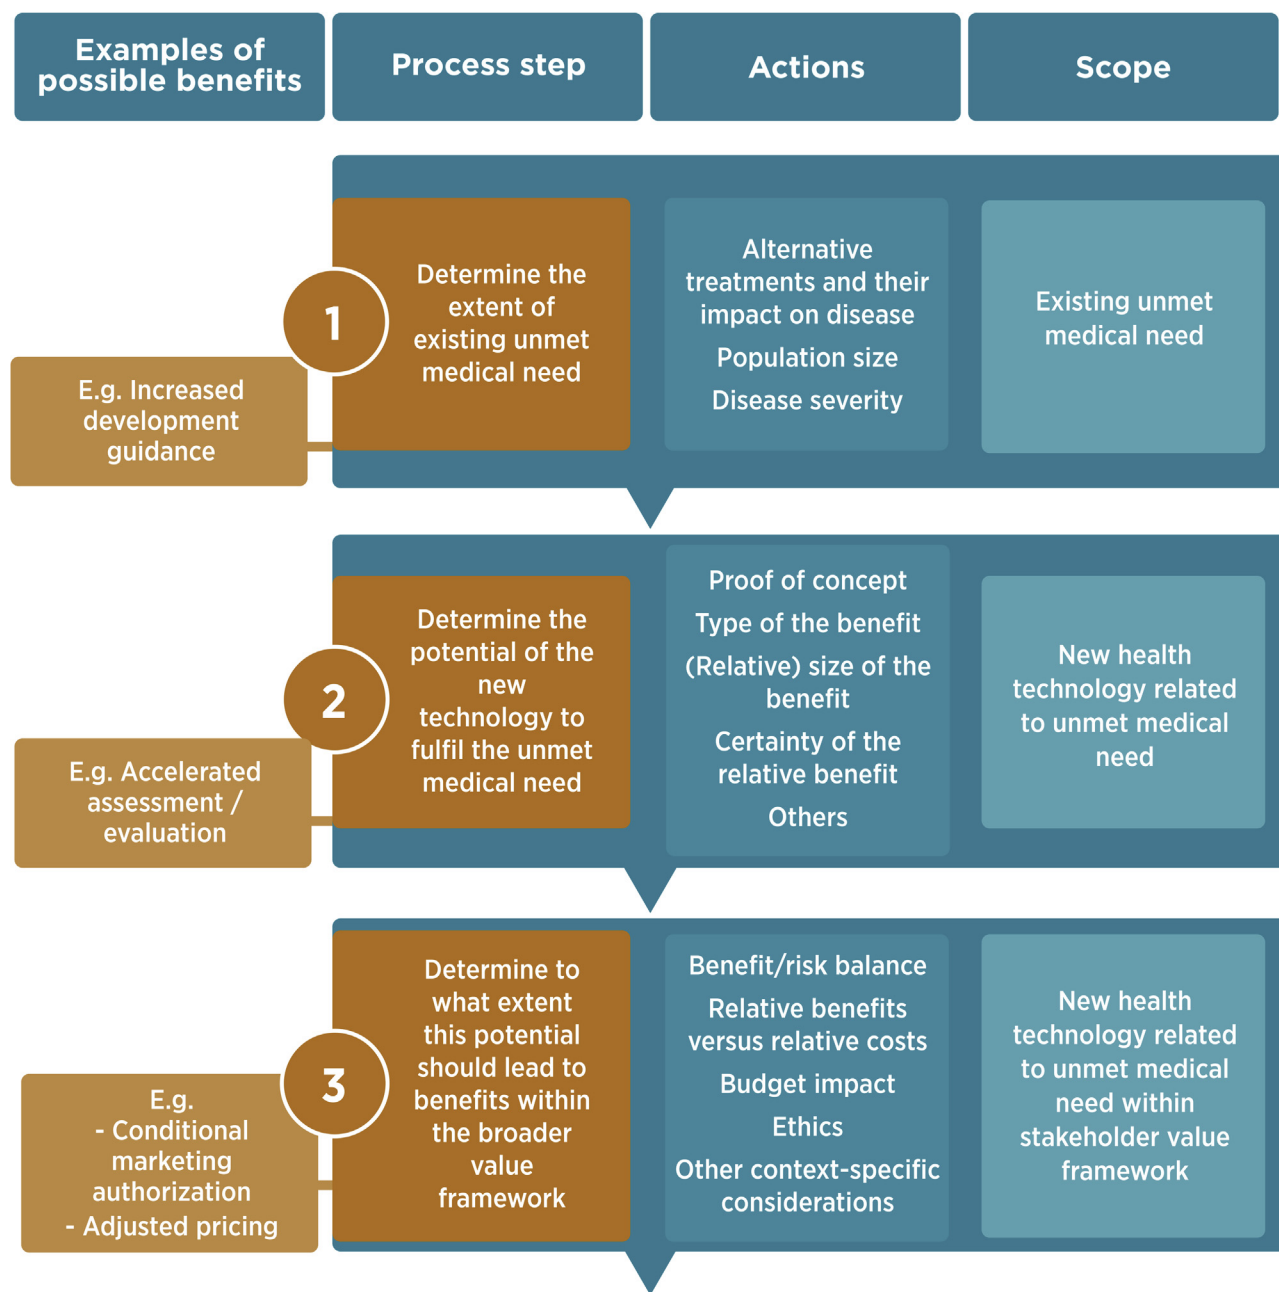 Examples of
possible benefits
Process step
Actions
Scope
1
Determine the
extent of
existing unmet
medical need
Alternative
treatments and their
impact on disease
Population size
Disease severity
Existing unmet
medical need
E.g. Increased
development
guidance
2
Determine the
potential of the
new
technology to
fulfil the unmet
medical need
Proof of concept
Type of the benefit
(Relative) size of the
benefit
Certainty of the
relative benefit
Others
New health
technology related
to unmet medical
need
E.g. Accelerated
assessment /
evaluation
3
Determine to
what extent
this potential
should lead to
benefits within
the broader
value
framework
Benefit/risk balance
Relative benefits
versus relative costs
Budget impact
Ethics
Other context-specific
considerations
New health
technology related
to unmet medical
need within
stakeholder value
framework
E.g.
- Conditional
marketing
authorization
- Adjusted pricing